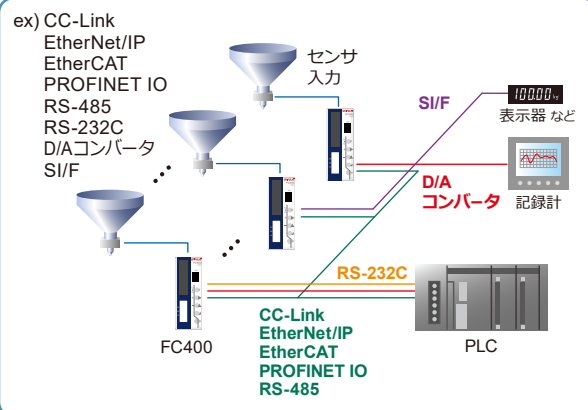 ex) CC-Link
EtherNet/IP
EtherCAT
PROFINET IO
RS-485
RS-232C
D/Aコンバータ
SI/F
センサ
入力
SI/F
表示器 など
D/A
コンバータ
記録計
RS-232C
CC-Link
EtherNet/IP
EtherCAT
PROFINET IO
RS-485
FC400
PLC